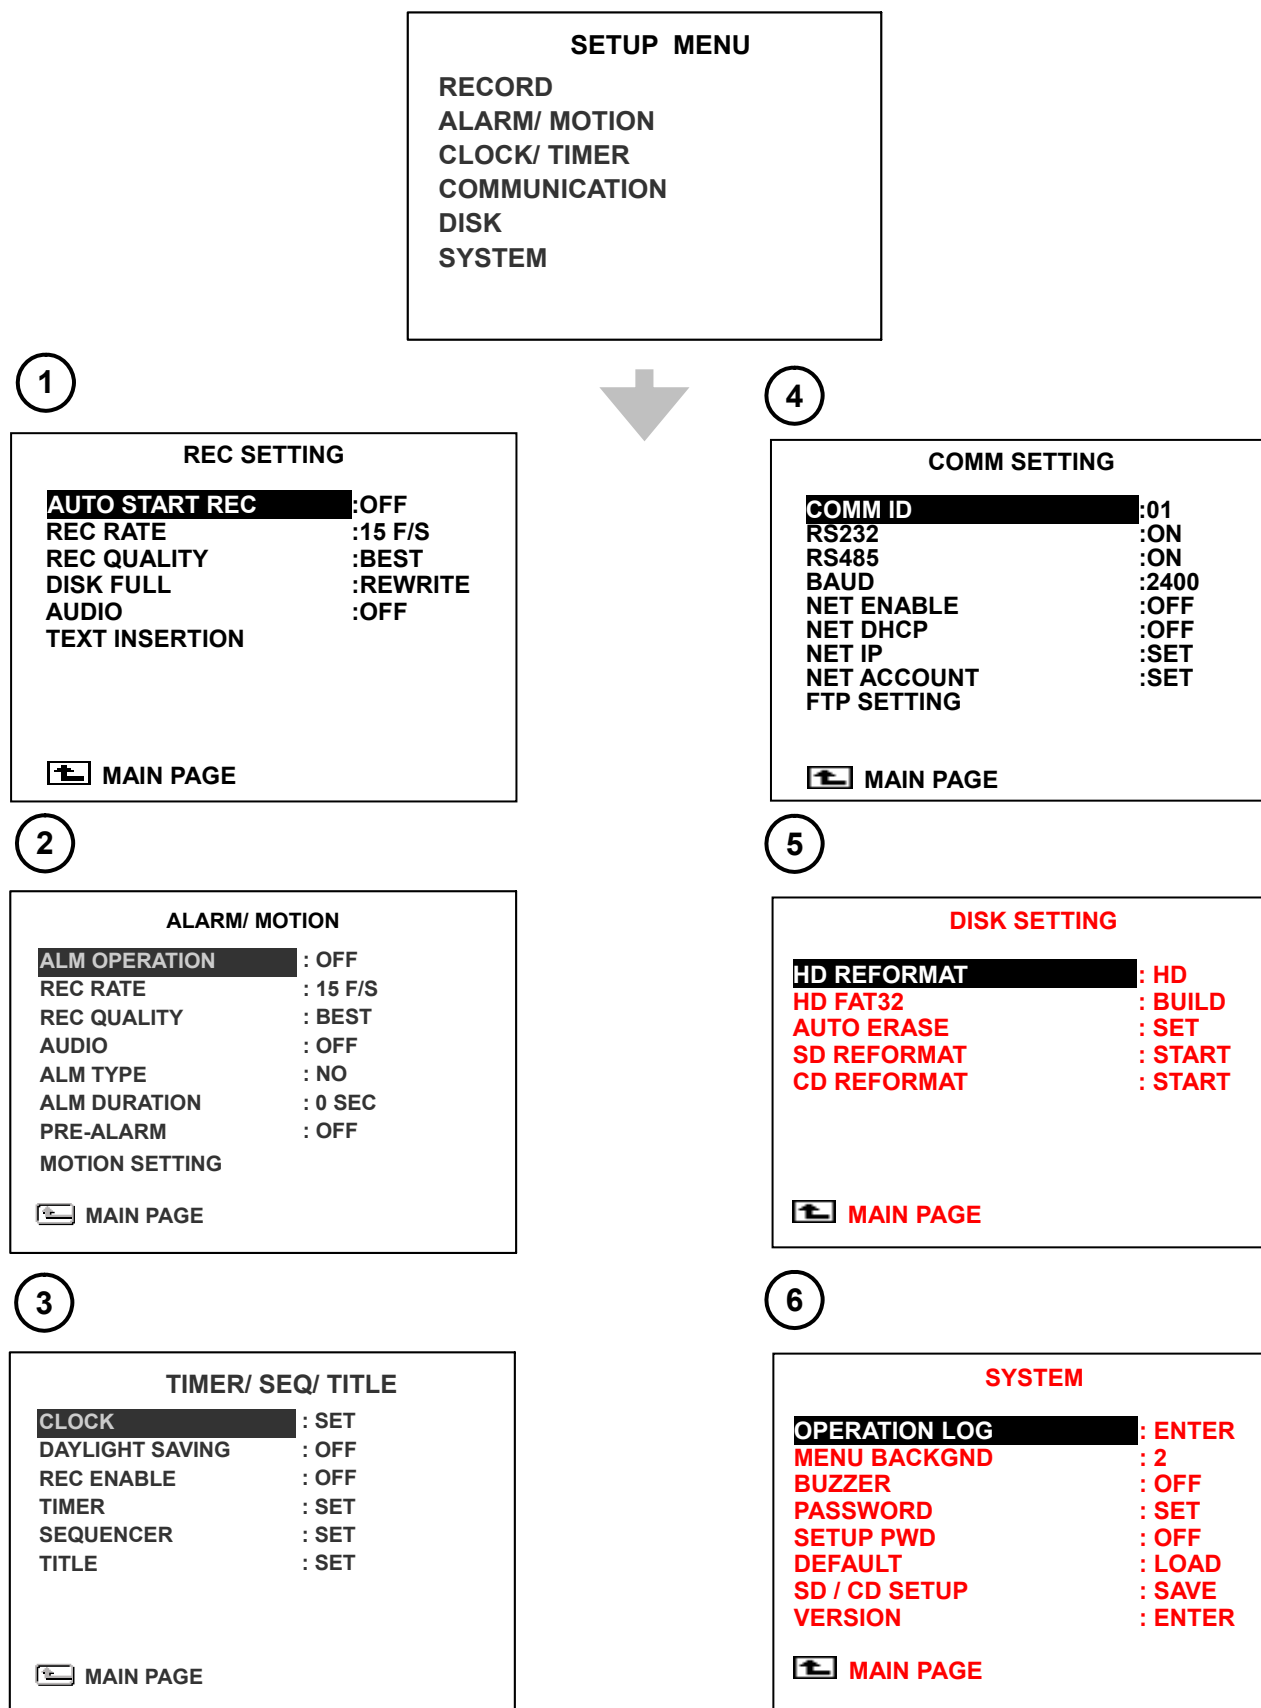 SETUP MENU
RECORD
ALARM/ MOTION
CLOCK/ TIMER
COMMUNICATION
DISK
SYSTEM
1
REC SETTING
AUTO START REC :OFF
REC RATE :15 F/S
REC QUALITY :BEST
DISK FULL :REWRITE
AUDIO :OFF
TEXT INSERTION
MAIN PAGE
2
ALARM/ MOTION
ALM OPERATION : OFF
REC RATE : 15 F/S
REC QUALITY : BEST
AUDIO : OFF
ALM TYPE : NO
ALM DURATION : 0 SEC
PRE-ALARM : OFF
MOTION SETTING
MAIN PAGE
3
TIMER/ SEQ/ TITLE
CLOCK : SET
DAYLIGHT SAVING : OFF
REC ENABLE : OFF
TIMER : SET
SEQUENCER : SET
TITLE : SET
MAIN PAGE
4
COMM SETTING
COMM ID :01
RS232 :ON
RS485 :ON
BAUD :2400
NET ENABLE :OFF
NET DHCP :OFF
NET IP :SET
NET ACCOUNT :SET
FTP SETTING
MAIN PAGE
5
DISK SETTING
HD REFORMAT : HD
HD FAT32 : BUILD
AUTO ERASE : SET
SD REFORMAT : START
CD REFORMAT : START
MAIN PAGE
6
SYSTEM
OPERATION LOG : ENTER
MENU BACKGND : 2
BUZZER : OFF
PASSWORD : SET
SETUP PWD : OFF
DEFAULT : LOAD
SD / CD SETUP : SAVE
VERSION : ENTER
MAIN PAGE